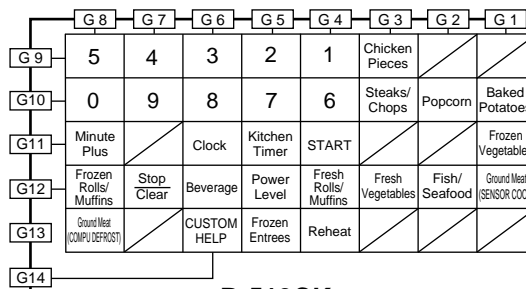 G 8 G 7 G 6 G 5 G 4 G 3 G 2 G 1
G 9 5 4 3 2 1 Chicken
Pieces
G10 0 9 8 7 6 Steaks/
Chops Popcorn Baked
Potatoes
G11 Minute
Plus Clock Kitchen
Timer START Frozen
Vegetable
G12 Frozen
Rolls/
Muffins Stop
Clear Beverage Power
Level Fresh
Rolls/
Muffins Fresh
Vegetables Fish/
Seafood Ground Meat
(SENSOR COO
G13 Ground Meat
(COMPU DEFROST) CUSTOM
HELP Frozen
Entrees Reheat
G14